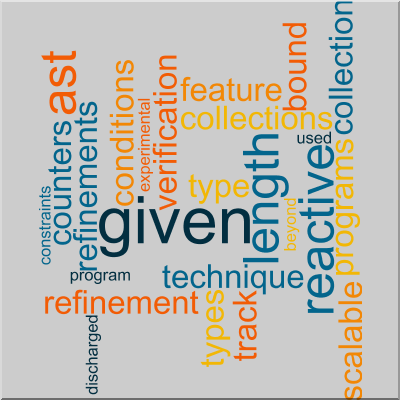 ast
bound
collection
conditions
verification
feature
collections
experimental
used
counters
refinements
constraints
type
length
reactive
programs
given
beyond
program
technique
refinement
types
track
scalable
discharged